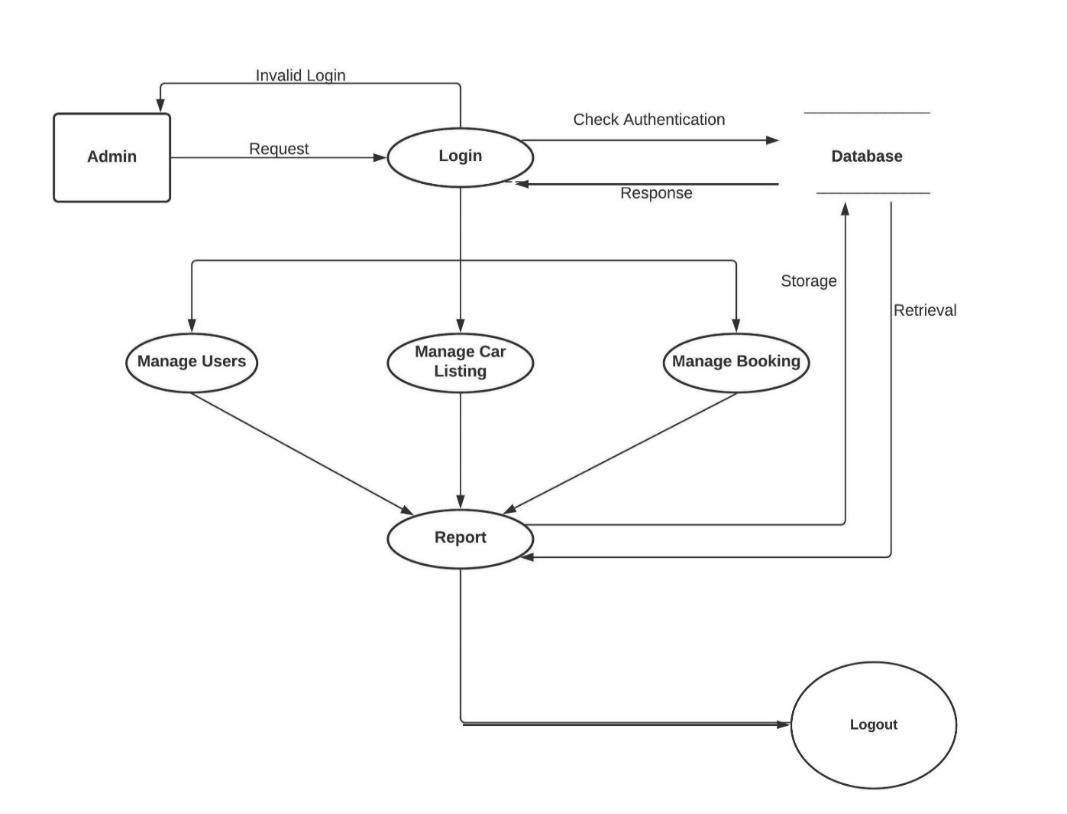 Invalid Login
Check Authentication
Admin
Request
Login
Database
Response
Storage
Retrieval
Manage Users
Manage Car
Listing
Manage Booking
Report
Logout